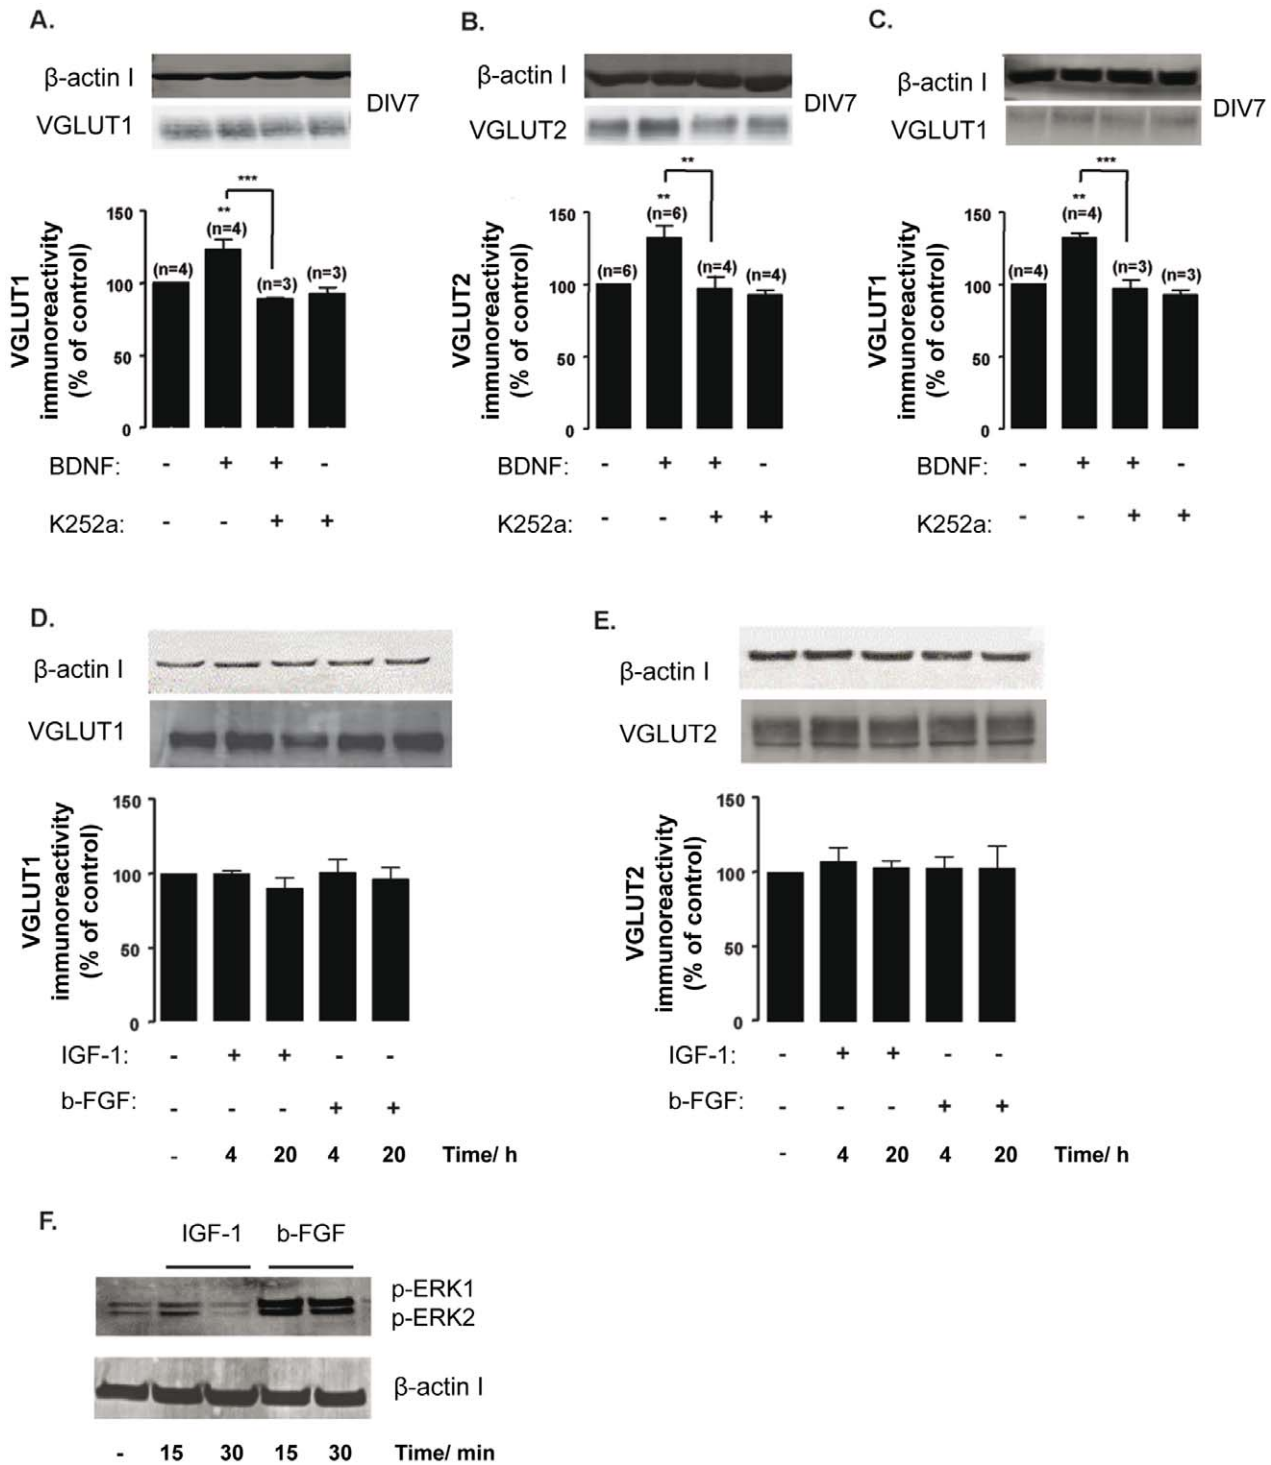 A.
β-actin I
VGLUT1
DIV7
***
**
(n=4)
(n=4)
(n=3)
(n=3)
VGLUT1
immunoreactivity
(% of control)
150
100
50
0
BDNF: - + + -
K252a: - - + +
B.
β-actin I
VGLUT2
DIV7
**
**
(n=6)
(n=6)
(n=4)
(n=4)
VGLUT2
immunoreactivity
(% of control)
150
100
50
0
BDNF: - + + -
K252a: - - + +
C.
β-actin I
VGLUT1
DIV7
***
**
(n=4)
(n=4)
(n=3)
(n=3)
VGLUT1
immunoreactivity
(% of control)
150
100
50
0
BDNF: - + + -
K252a: - - + +
D.
β-actin I
VGLUT1
VGLUT1
immunoreactivity
(% of control)
150
100
50
0
IGF-1: - + + - -
b-FGF: - - - + +
- 4 20 4 20 Time/ h
E.
β-actin I
VGLUT2
VGLUT2
immunoreactivity
(% of control)
150
100
50
0
IGF-1: - + + - -
b-FGF: - - - + +
- 4 20 4 20 Time/ h
F.
IGF-1 b-FGF
p-ERK1
p-ERK2
β-actin I
- 15 30 15 30 Time/ min